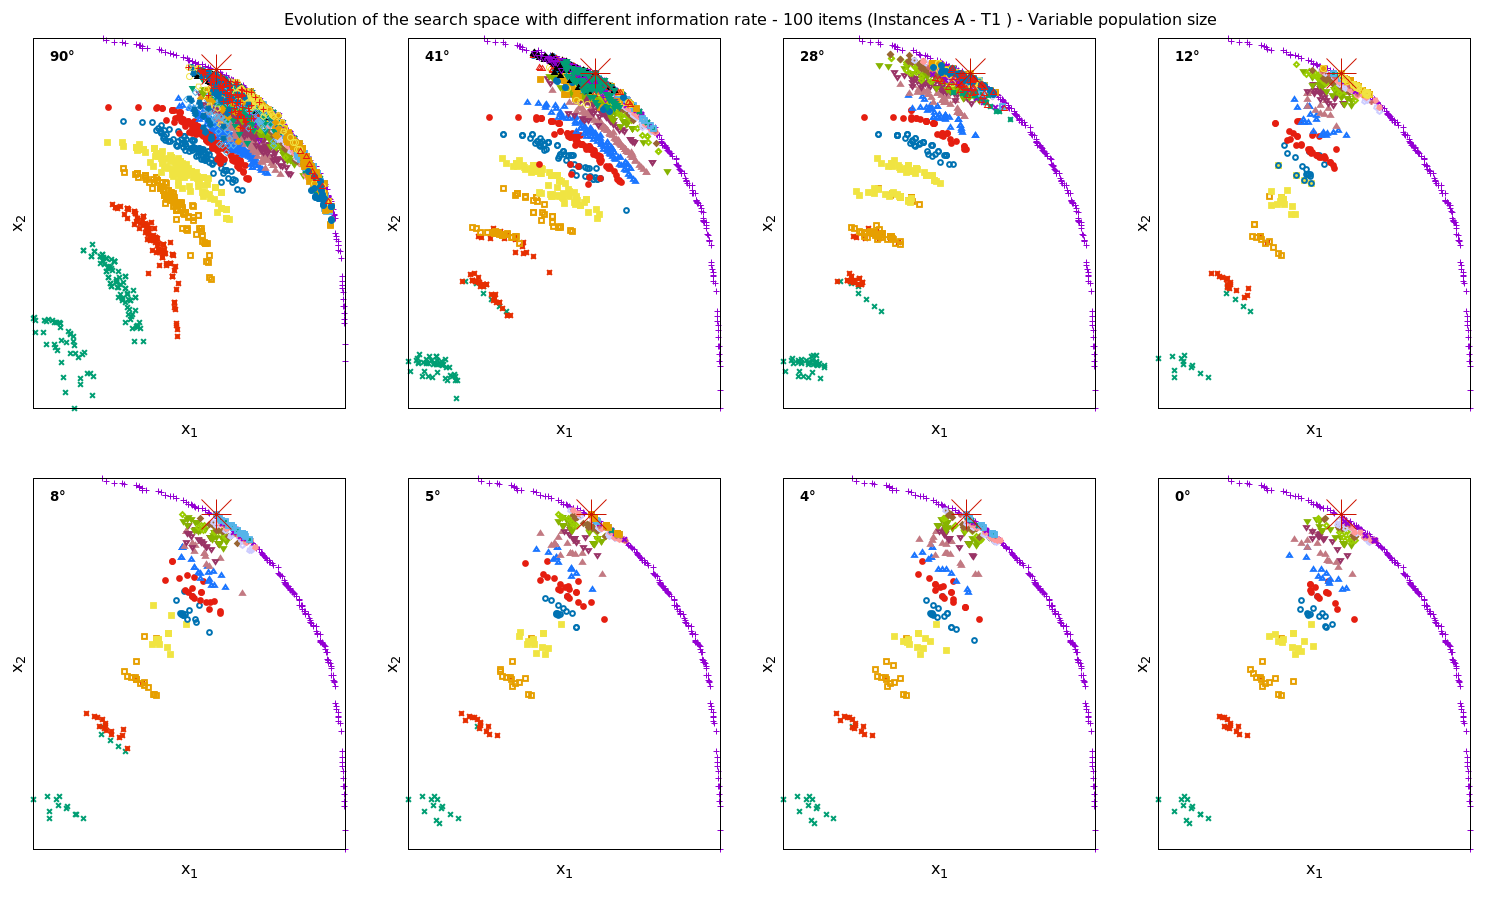 Evolution of the search space with different information rate - 100 items (Instances A - T1 ) - Variable population size
90°
41°
28°
12°
x₂
x₂
x₂
x₂
x₁
x₁
x₁
x₁
8°
5°
4°
0°
x₂
x₂
x₂
x₂
x₁
x₁
x₁
x₁